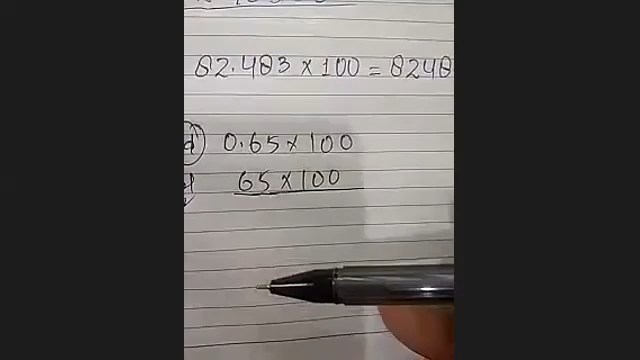 82.483 × 100 = 8248
d) 0.65 × 100
65 × 100